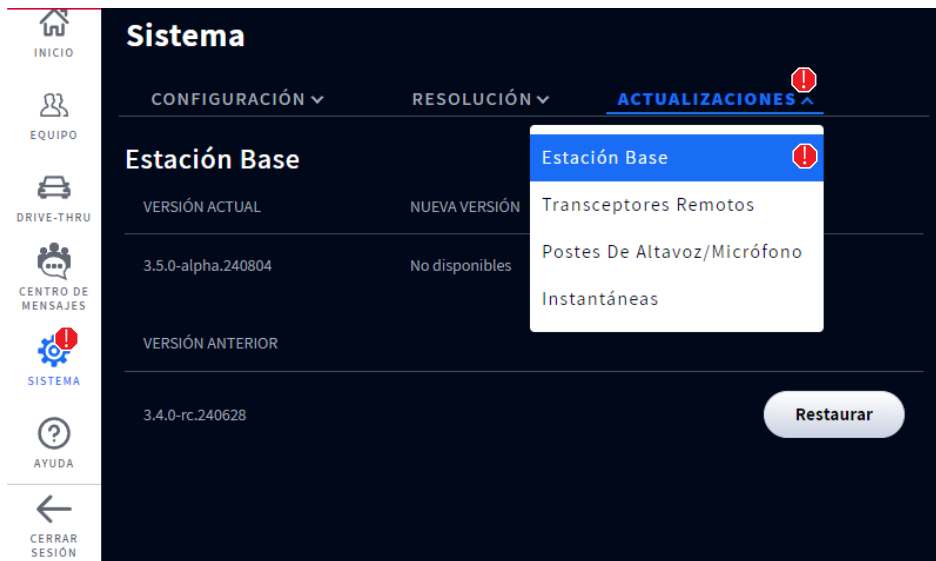 INICIO
EQUIPO
DRIVE-THRU
CENTRO DE
MENSAJES
SISTEMA
AYUDA
CERRAR
SESIÓN
Sistema
CONFIGURACIÓN
RESOLUCIÓN
ACTUALIZACIONES
Estación Base
VERSIÓN ACTUAL
NUEVA VERSIÓN
3.5.0-alpha.240804
No disponibles
VERSIÓN ANTERIOR
3.4.0-rc.240628
Restaurar
Estación Base
Transceptores Remotos
Postes De Altavoz/Micrófono
Instantáneas